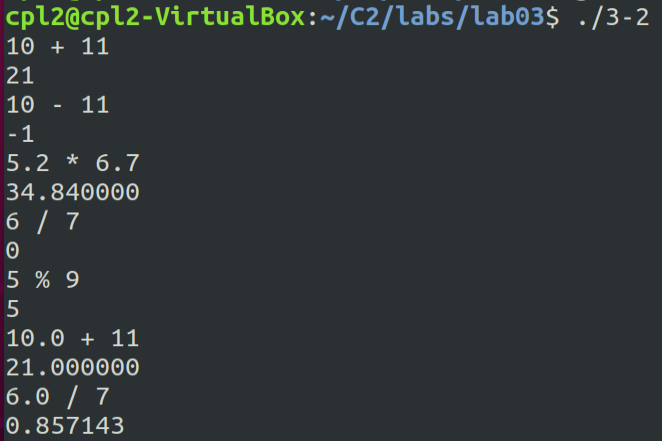 cpl2@cpl2-VirtualBox:~/C2/labs/lab03$ ./3-2
10 + 11
21
10 - 11
-1
5.2 * 6.7
34.840000
6 / 7
0
5 % 9
5
10.0 + 11
21.000000
6.0 / 7
0.857143